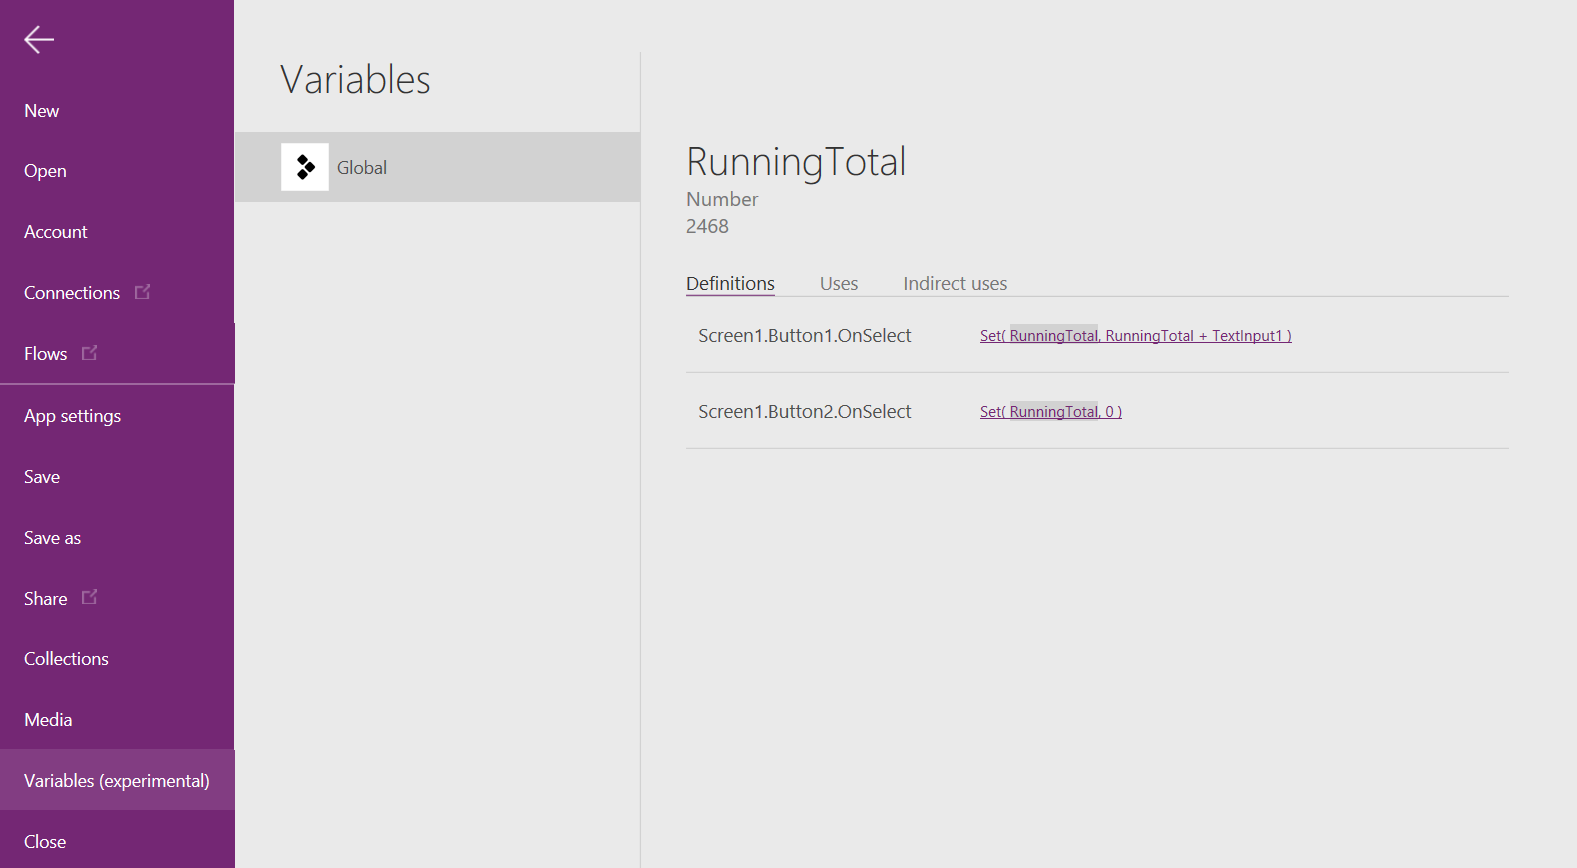 New
Open
Account
Connections
Flows
App settings
Save
Save as
Share
Collections
Media
Variables (experimental)
Close
Variables
Global
RunningTotal
Number
2468
Definitions Uses Indirect uses
Screen1.Button1.OnSelect Set( RunningTotal, RunningTotal + TextInput1 )
Screen1.Button2.OnSelect Set( RunningTotal, 0 )